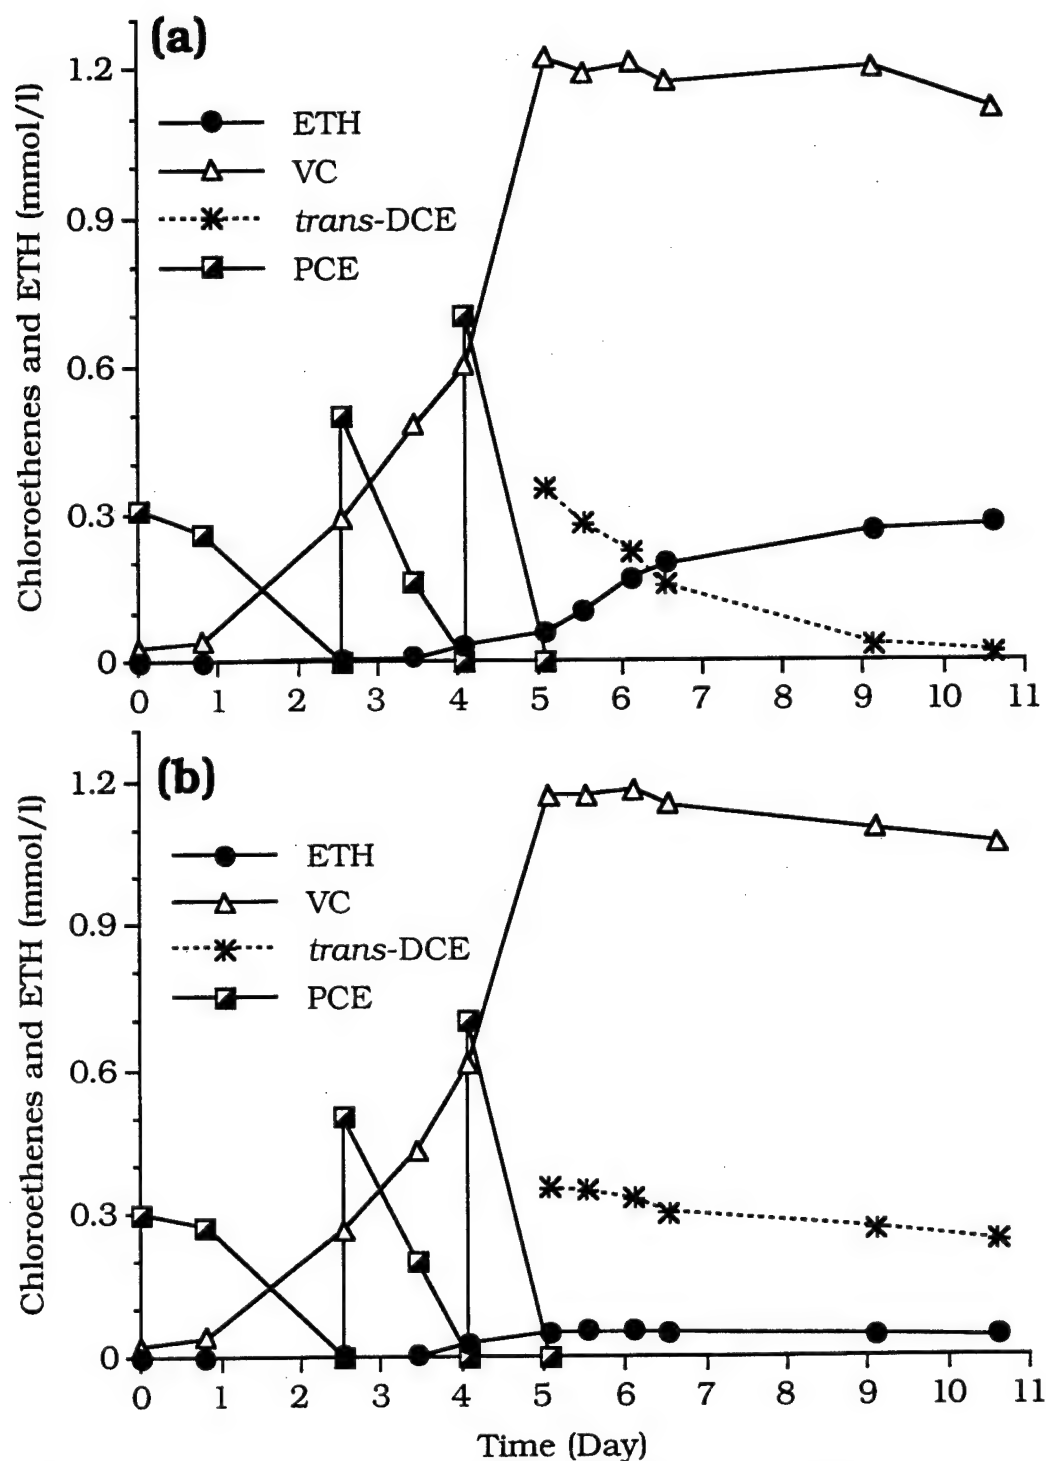 (a)
Chloroethenes and ETH (mmol/l)
1.2
0.9
0.6
0.3
0
ETH
VC
trans-DCE
PCE
0 1 2 3 4 5 6 7 8 9 10 11
(b)
Chloroethenes and ETH (mmol/l)
1.2
0.9
0.6
0.3
0
ETH
VC
trans-DCE
PCE
0 1 2 3 4 5 6 7 8 9 10 11
Time (Day)